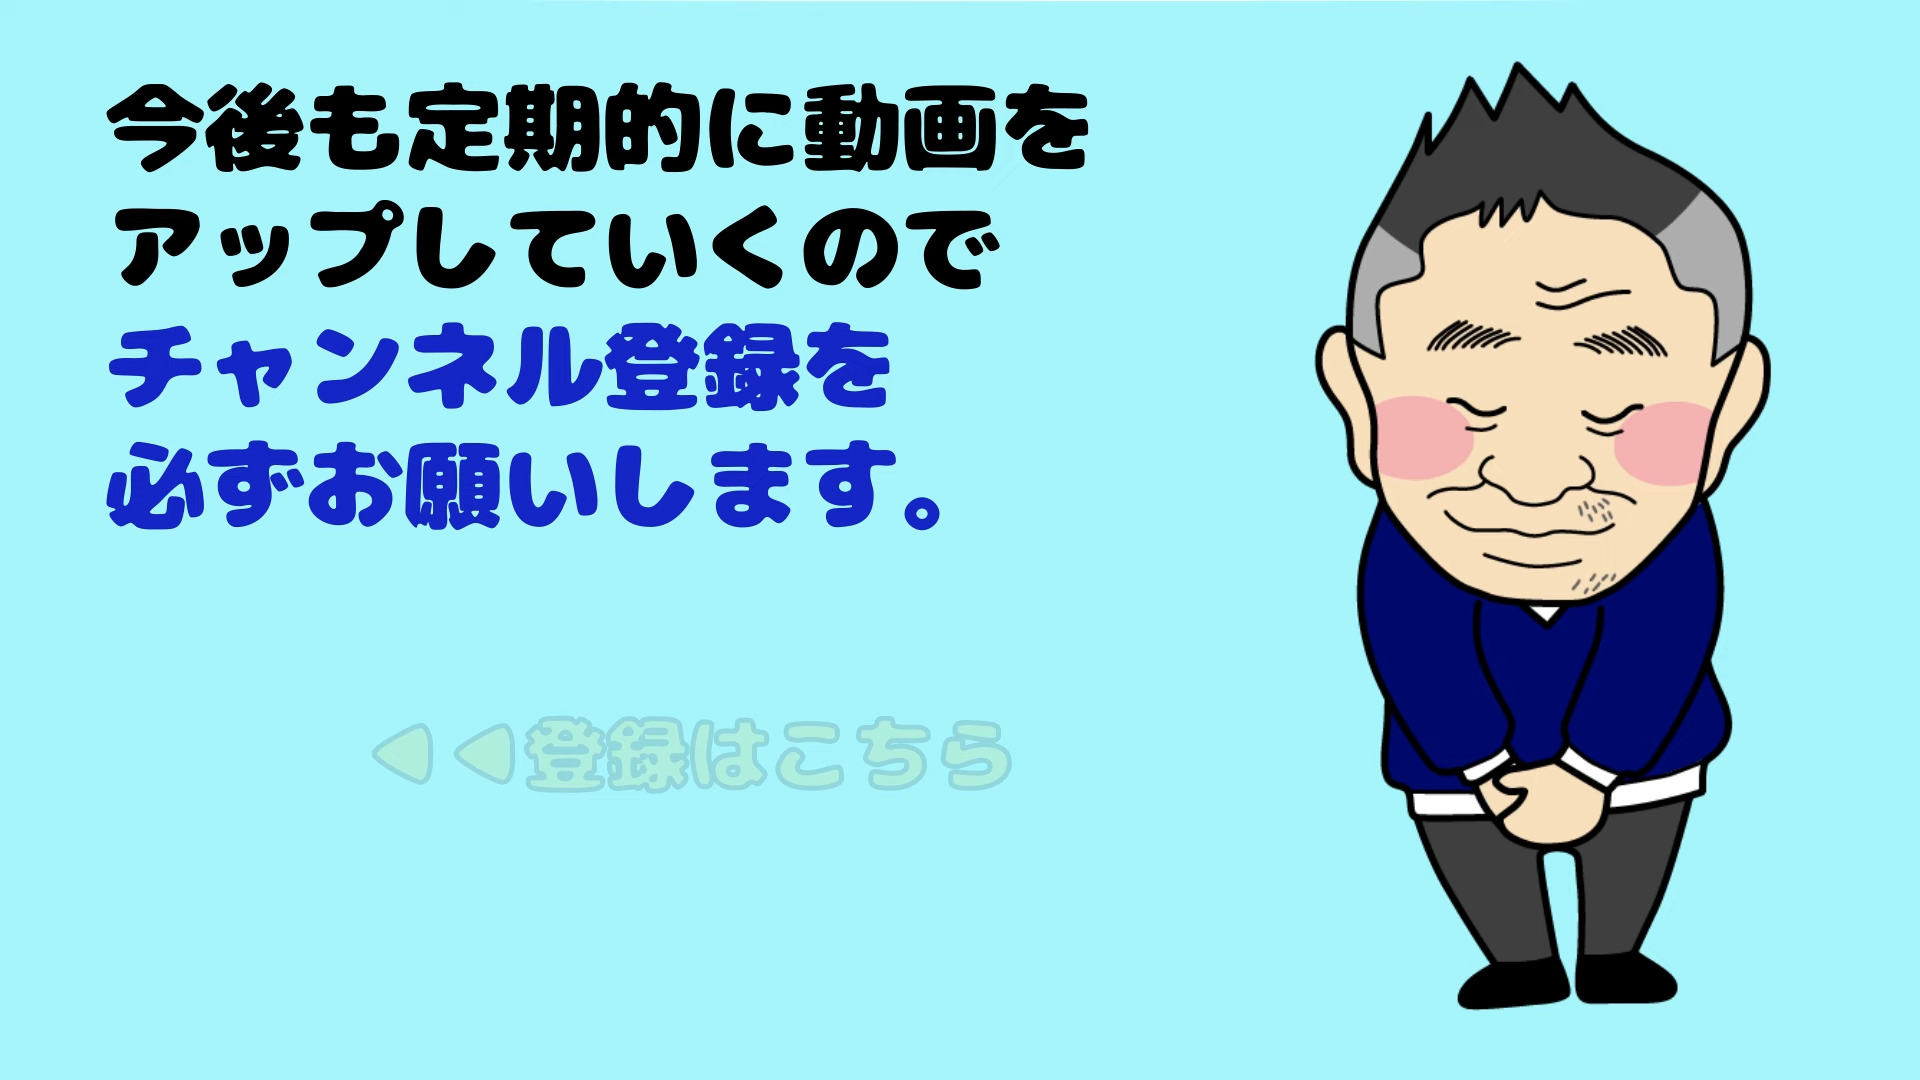 今後も定期的に動画を
アップしていくので
チャンネル登録を
必ずお願いします。
◀◀登録はこちら